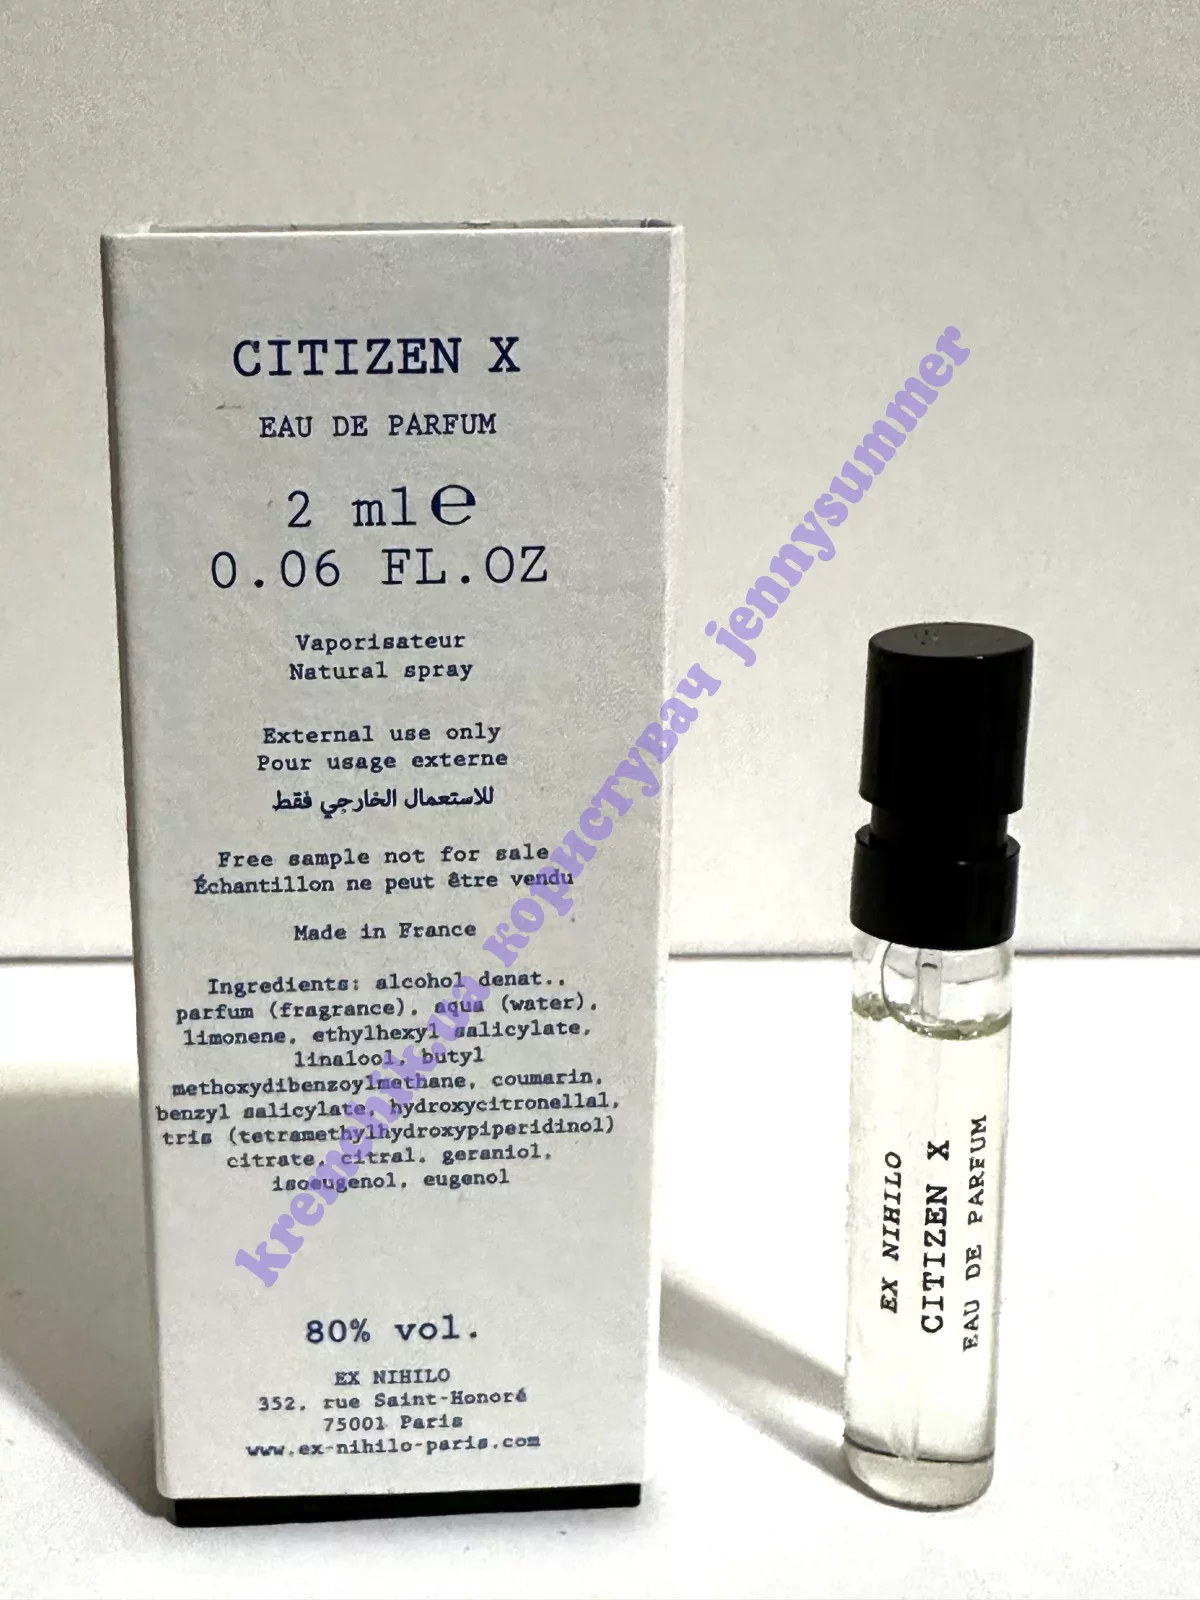 CITIZEN X
EAU DE PARFUM
2 ml ℮
0.06 FL.OZ
Vaporisateur
Natural spray
External use only
Pour usage externe
للاستعمال الخارجي فقط
Free sample not for sale
Échantillon ne peut être vendu
Made in France
Ingredients: alcohol denat.,
parfum (fragrance), aqua (water),
limonene, ethylhexyl salicylate,
linalool, butyl
methoxydibenzoylmethane, coumarin,
benzyl salicylate, hydroxycitronellal,
tris (tetramethylhydroxypiperidinol)
citrate, citral, geraniol,
isoeugenol, eugenol
80% vol.
EX NIHILO
352, rue Saint-Honoré
75001 Paris
www.ex-nihilo-paris.com
EX NIHILO
CITIZEN X
EAU DE PARFUM
kremchik.ua користувач jennysummer